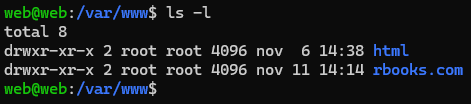 web@web:/var/www$ ls -l
total 8
drwxr-xr-x 2 root root 4096 nov  6 14:38 html
drwxr-xr-x 2 root root 4096 nov 11 14:14 rbooks.com
web@web:/var/www$